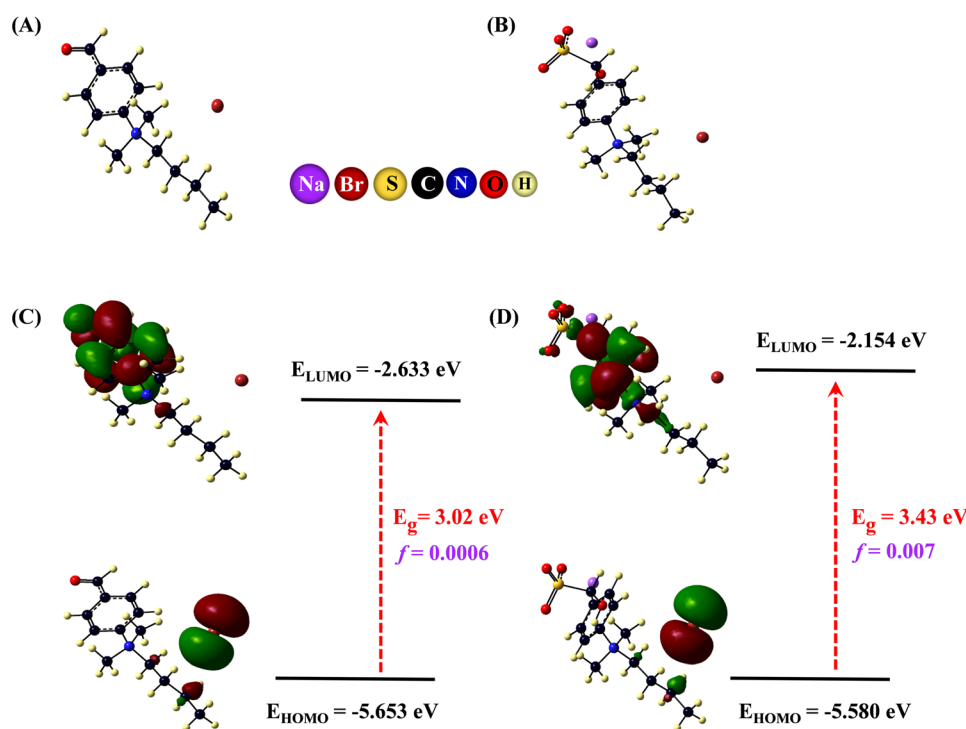 (A)
(B)
Na Br S C N O H
(C)
(D)
E_LUMO = -2.633 eV
E_LUMO = -2.154 eV
E_g = 3.02 eV
f = 0.0006
E_g = 3.43 eV
f = 0.007
E_HOMO = -5.653 eV
E_HOMO = -5.580 eV